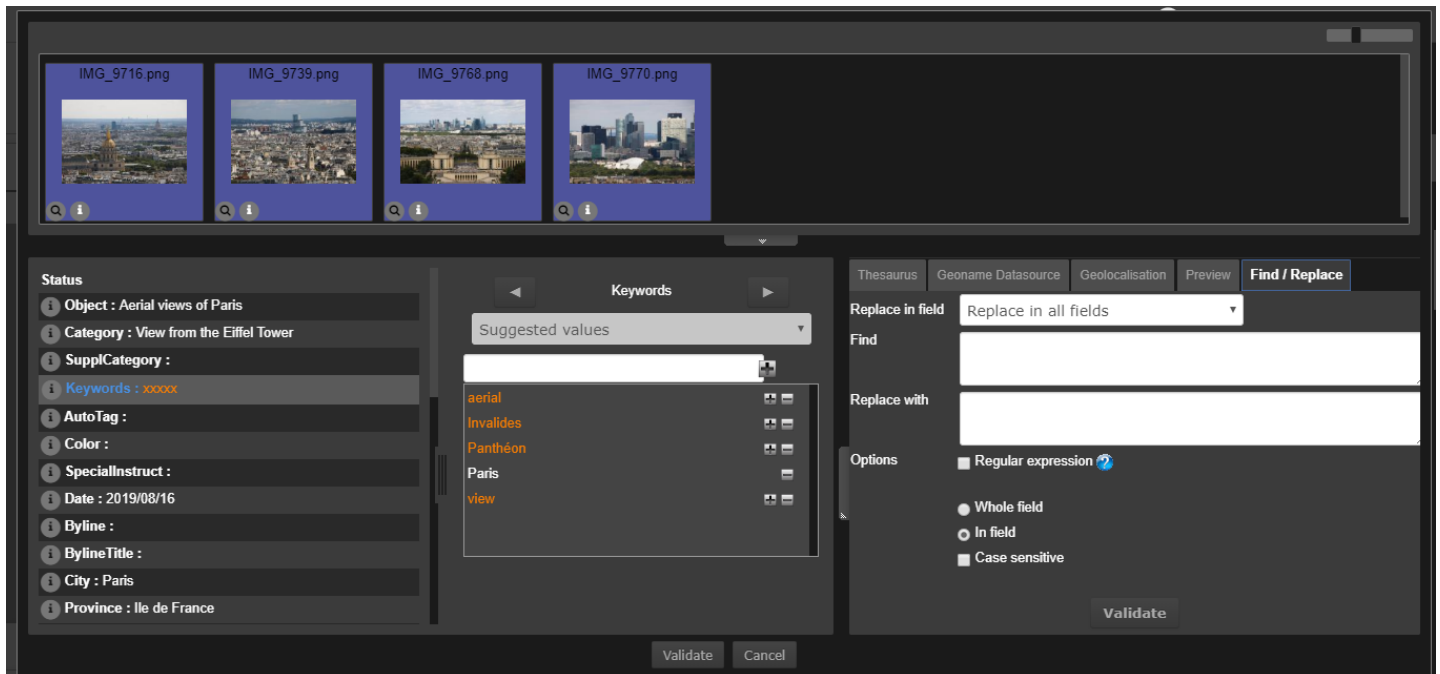 IMG_9716.png
IMG_9739.png
IMG_9768.png
IMG_9770.png
Status
Object : Aerial views of Paris
Category : View from the Eiffel Tower
SupplCategory :
Keywords : xxxxx
AutoTag :
Color :
SpecialInstruct :
Date : 2019/08/16
Byline :
BylineTitle :
City : Paris
Province : Ile de France
Keywords
Suggested values
aerial
Invalides
Panthéon
Paris
view
Thesaurus
Geoname Datasource
Geolocalisation
Preview
Find / Replace
Replace in field
Replace in all fields
Find
Replace with
Options
Regular expression
Whole field
In field
Case sensitive
Validate
Validate
Cancel